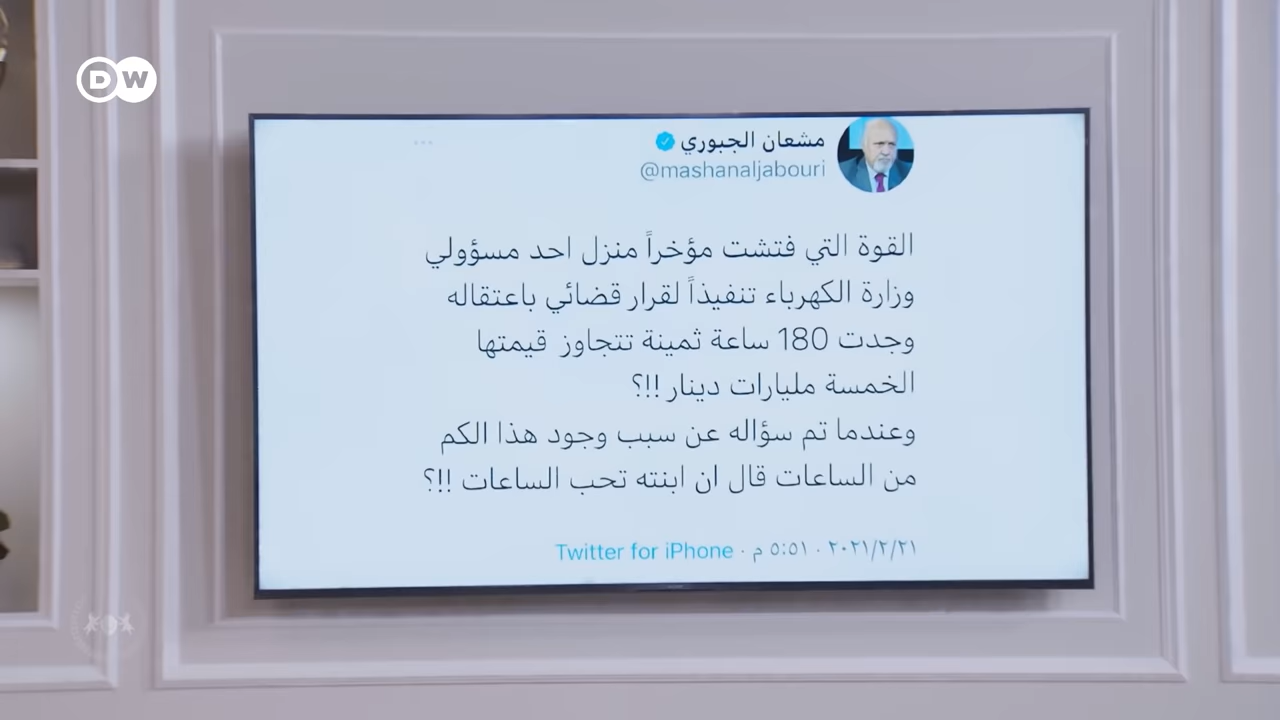 DW
مشعان الجبوري
@mashanaljabouri
القوة التي فتشت مؤخراً منزل احد مسؤولي
وزارة الكهرباء تنفيذاً لقرار قضائي باعتقاله
وجدت 180 ساعة ثمينة تتجاوز قيمتها
الخمسة مليارات دينار !!؟
وعندما تم سؤاله عن سبب وجود هذا الكم
من الساعات قال ان ابنته تحب الساعات !!؟
٢٠٢١/٢/٢١ · ٥:٥١ م · Twitter for iPhone